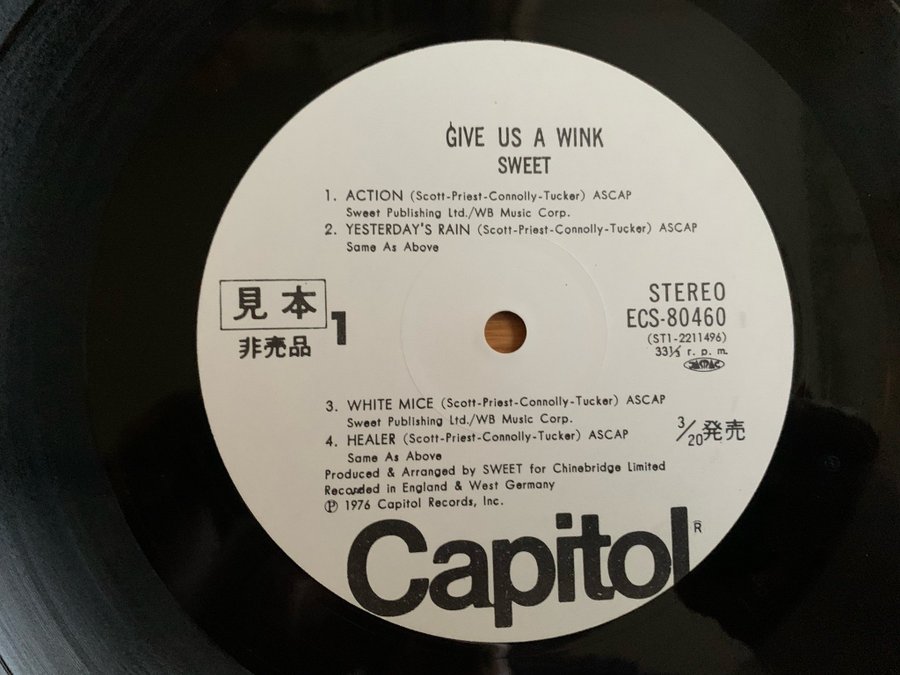 GIVE US A WINK
SWEET
1. ACTION (Scott-Priest-Connolly-Tucker) ASCAP
Sweet Publishing Ltd./WB Music Corp.
2. YESTERDAY'S RAIN (Scott-Priest-Connolly-Tucker) ASCAP
Same As Above
見本
非売品
1
STEREO
ECS-80460
(ST1-2211496)
33⅓ r. p. m.
JASRAC
3. WHITE MICE (Scott-Priest-Connolly-Tucker) ASCAP
Sweet Publishing Ltd./WB Music Corp.
4. HEALER (Scott-Priest-Connolly-Tucker) ASCAP
Same As Above
3/20発売
Produced & Arranged by SWEET for Chinebridge Limited
Recorded in England & West Germany
Ⓟ 1976 Capitol Records, Inc.
Capitol R